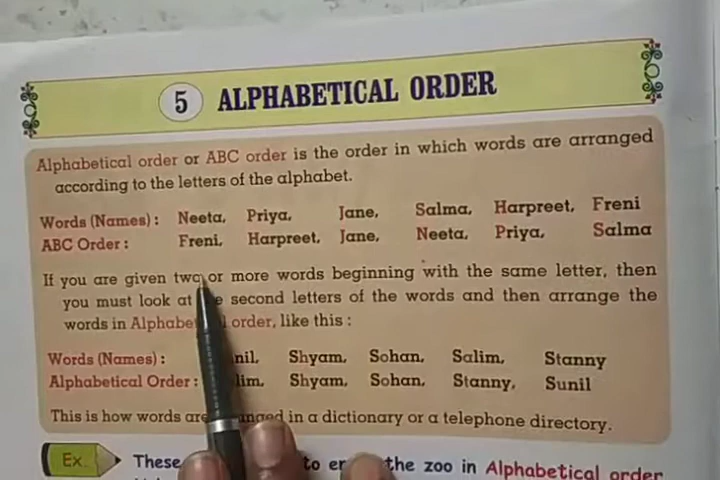 5 ALPHABETICAL ORDER
Alphabetical order or ABC order is the order in which words are arranged
according to the letters of the alphabet.
Words (Names) : Neeta, Priya, Jane, Salma, Harpreet, Freni
ABC Order : Freni, Harpreet, Jane, Neeta, Priya, Salma
If you are given two or more words beginning with the same letter, then
you must look at second letters of the words and then arrange the
words in order, like this :
Words (Names) : Shyam, Sohan, Salim, Stanny
Alphabetical Order : Shyam, Sohan, Stanny, Sunil
This is how words are in a dictionary or a telephone directory.
Ex. These to the zoo in Alphabetical order